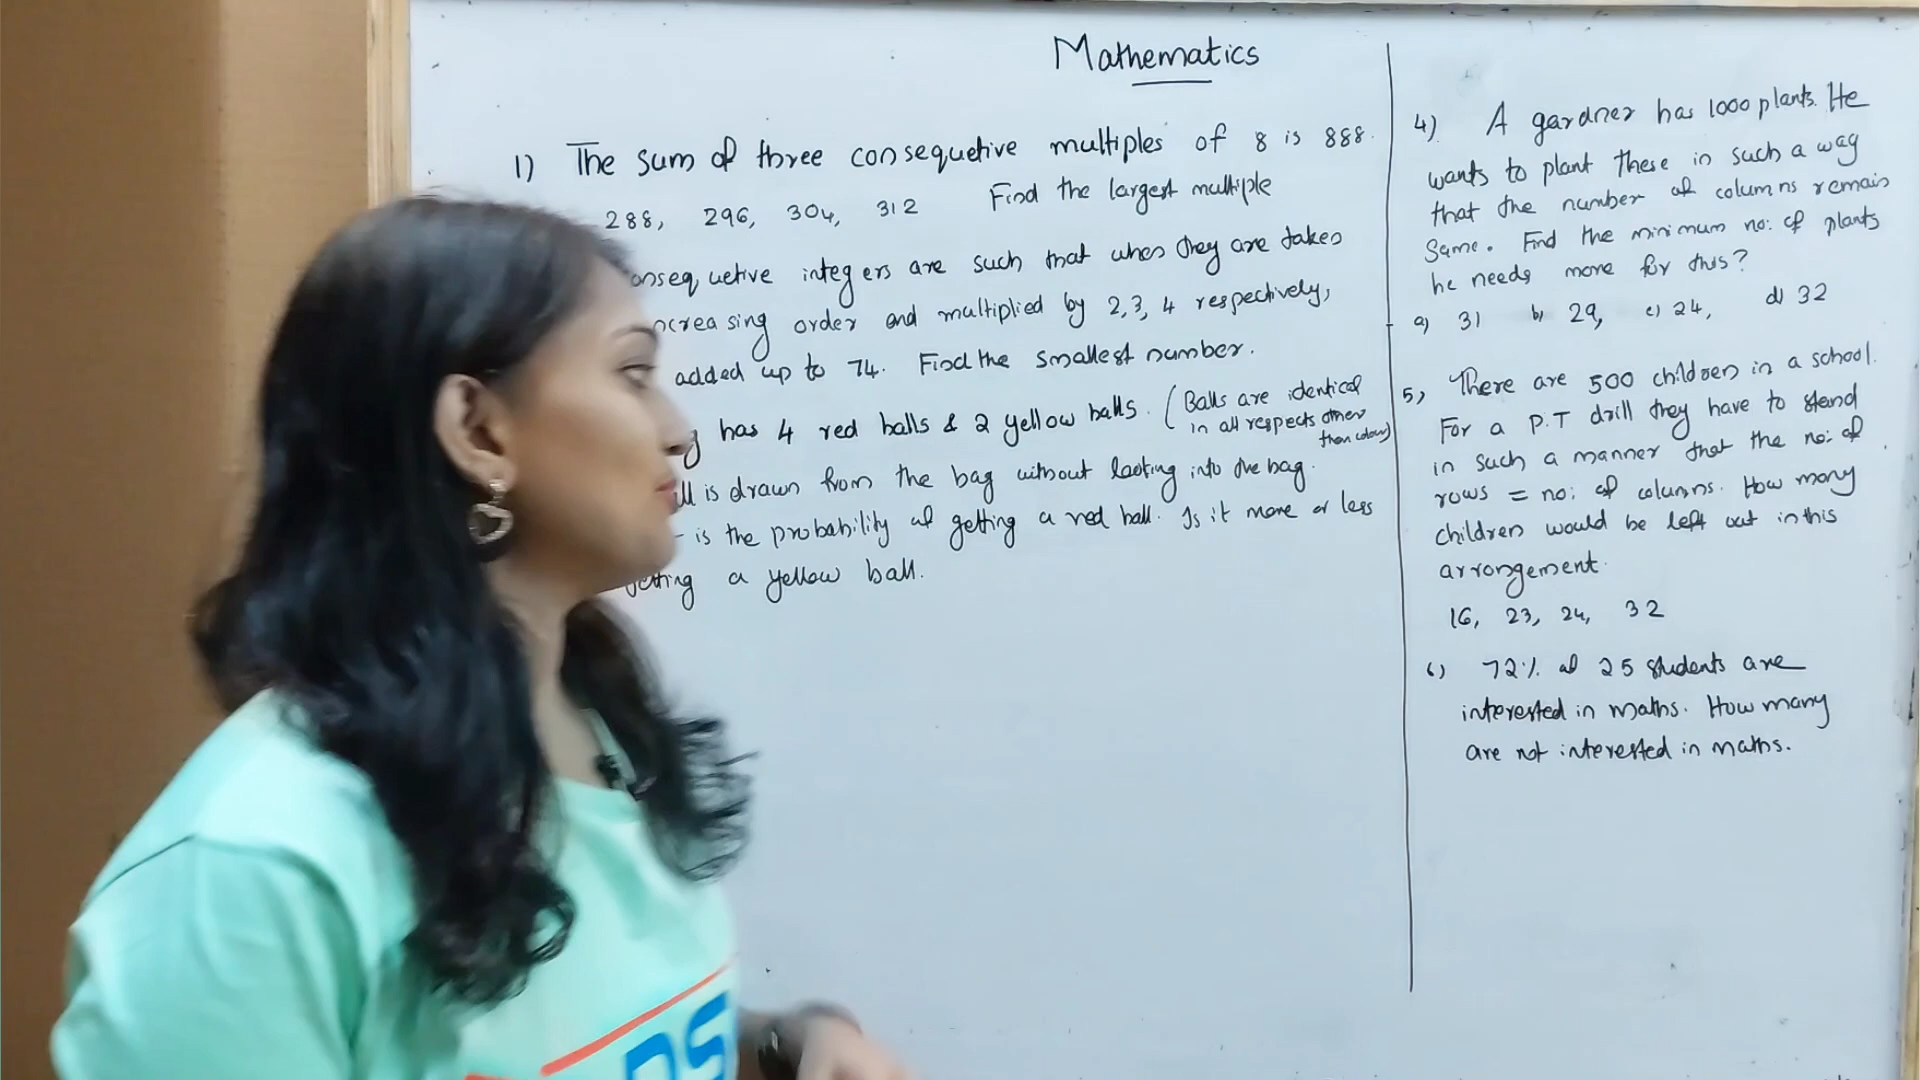 Mathematics
1) The sum of three consequetive multiples of 8 is 888.
Find the largest multiple
288, 296, 304, 312
onsequetive integers are such that when they are taken
ncreasing order and multiplied by 2, 3, 4 respectively,
added up to 74. Find the smallest number.
g has 4 red balls & 2 yellow balls. (Balls are identical
in all respects other
than colour)
ll is drawn from the bag without looking into the bag.
is the probability of getting a red ball. Is it more or less
getting a yellow ball.
4) A gardner has 1000 plants. He
wants to plant these in such a way
that the number of columns remain
same. Find the minimum no: of plants
he needs more for this?
a) 31 b) 29, c) 24, d) 32
5, There are 500 children in a school.
For a P.T drill they have to stand
in such a manner that the no: of
rows = no: of columns. How many
children would be left out in this
arrangement.
16, 23, 24, 32
6) 72% of 25 students are
interested in maths. How many
are not interested in maths.